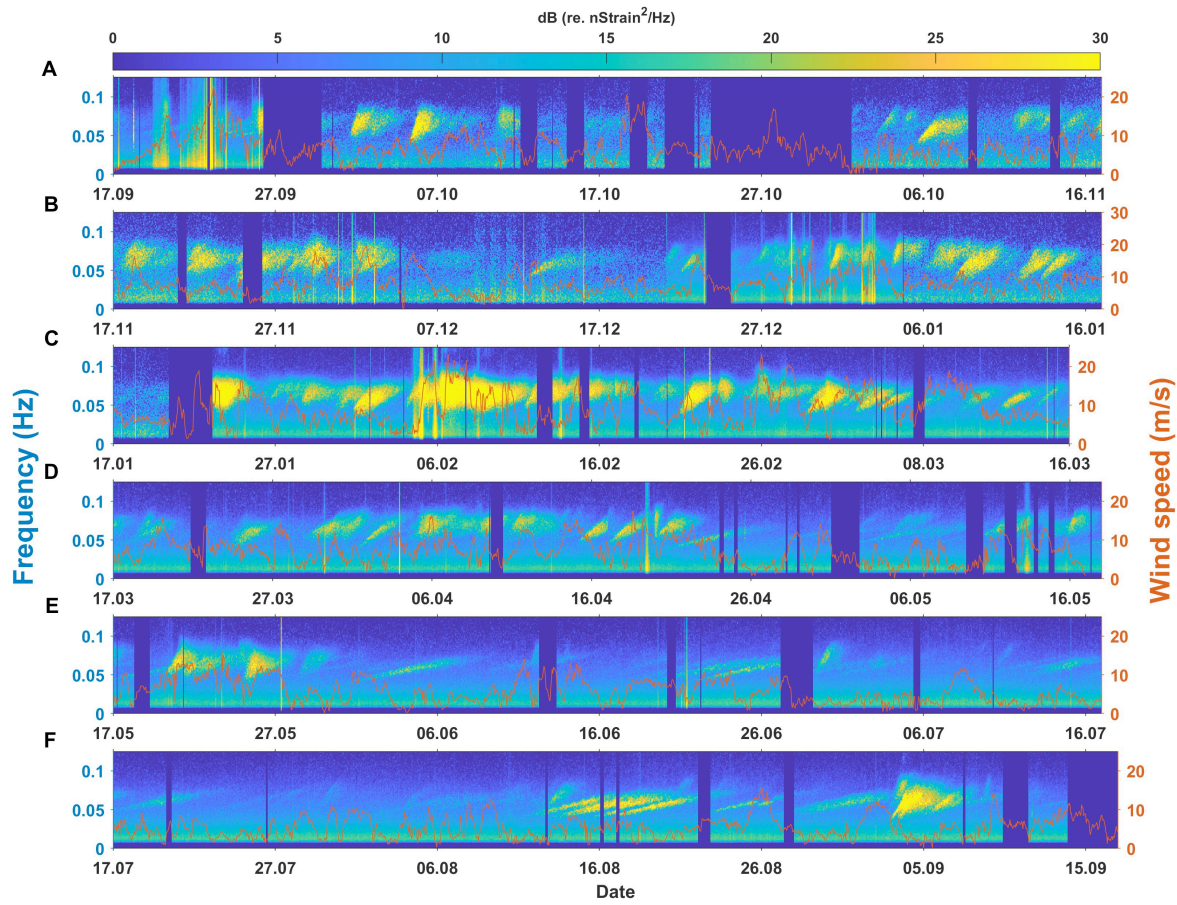 dB (re. nStrain²/Hz)
0 5 10 15 20 25 30
A
0.1 0.05 0
25 20 10 0
17.09 27.09 07.10 17.10 27.10 06.10 16.11
B
0.1 0.05 0
30 20 10 0
17.11 27.11 07.12 17.12 27.12 06.01 16.01
C
0.1 0.05 0
20 10 0
17.01 27.01 06.02 16.02 26.02 08.03 16.03
D
0.1 0.05 0
20 10 0
17.03 27.03 06.04 16.04 26.04 06.05 16.05
E
0.1 0.05 0
20 10 0
17.05 27.05 06.06 16.06 26.06 06.07 16.07
F
0.1 0.05 0
20 10 0
17.07 27.07 06.08 16.08 26.08 05.09 15.09
Date
Frequency (Hz)
Wind speed (m/s)